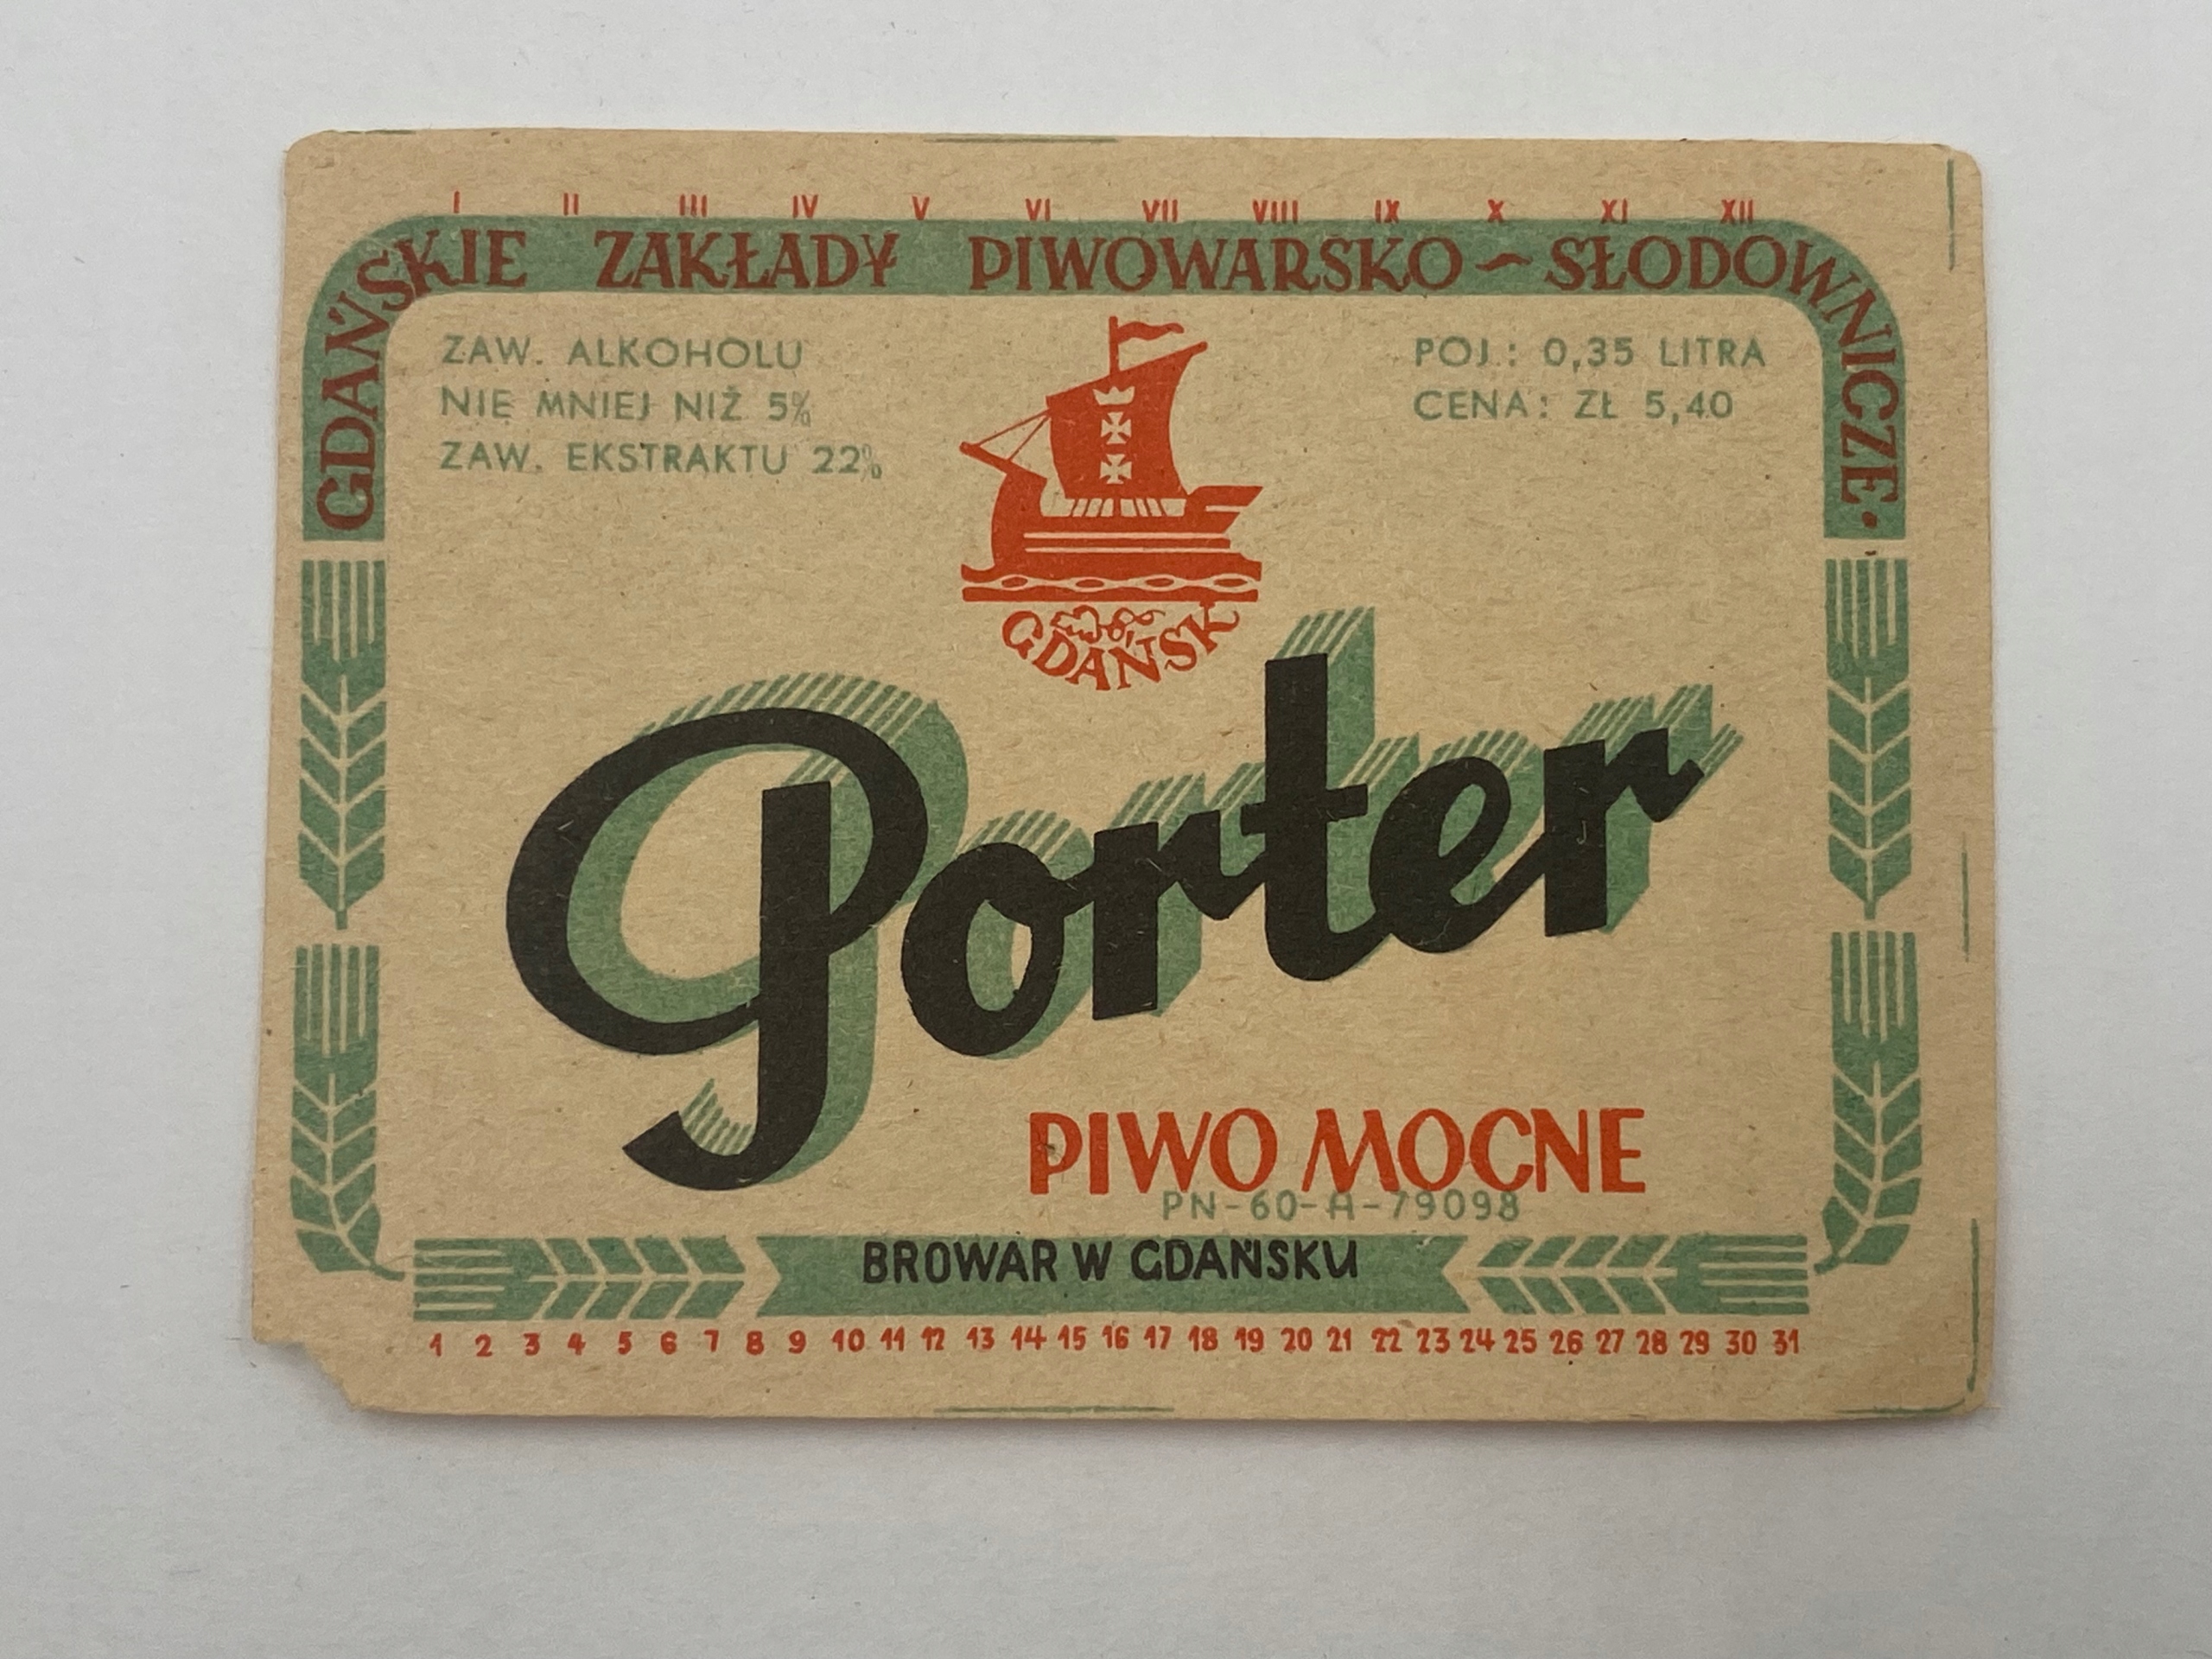 I II III IV V VI VII VIII IX X XI XII
GDAŃSKIE ZAKŁADY PIWOWARSKO~SŁODOWNICZE.
ZAW. ALKOHOLU
NIE MNIEJ NIŻ 5%
ZAW. EKSTRAKTU 22%
POJ.: 0,35 LITRA
CENA: ZŁ 5,40
GDAŃSK
Porter
PIWO MOCNE
PN-60-A-79098
BROWAR W GDAŃSKU
1 2 3 4 5 6 7 8 9 10 11 12 13 14 15 16 17 18 19 20 21 22 23 24 25 26 27 28 29 30 31